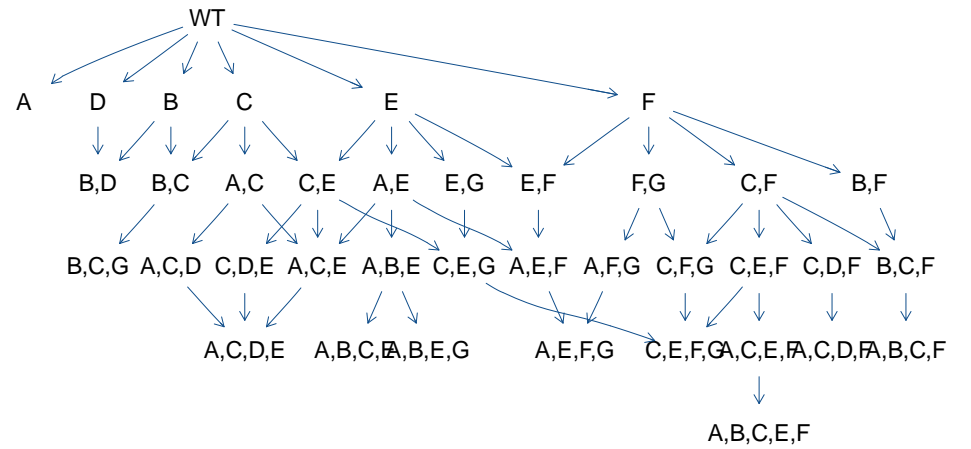 WT
A D B C E F
B,D B,C A,C C,E A,E E,G E,F F,G C,F B,F
B,C,G A,C,D C,D,E A,C,E A,B,E C,E,G A,E,F A,F,G C,F,G C,E,F C,D,F B,C,F
A,C,D,E A,B,C,E A,B,E,G A,E,F,G C,E,F,G A,C,E,F A,C,D,F A,B,C,F
A,B,C,E,F